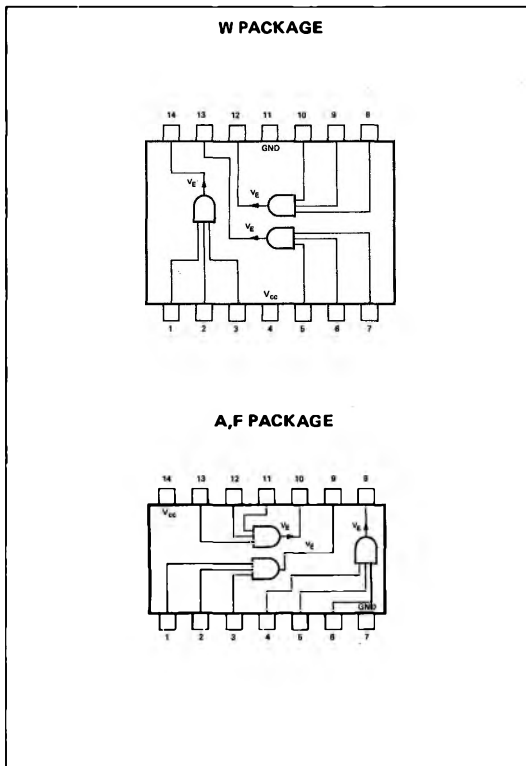 W PACKAGE
14 13 12 11 10 9 8
GND
VE
VE
VE
Vcc
1 2 3 4 5 6 7
A,F PACKAGE
14 13 12 11 10 9 8
Vcc
VE
VE
VE
GND
1 2 3 4 5 6 7